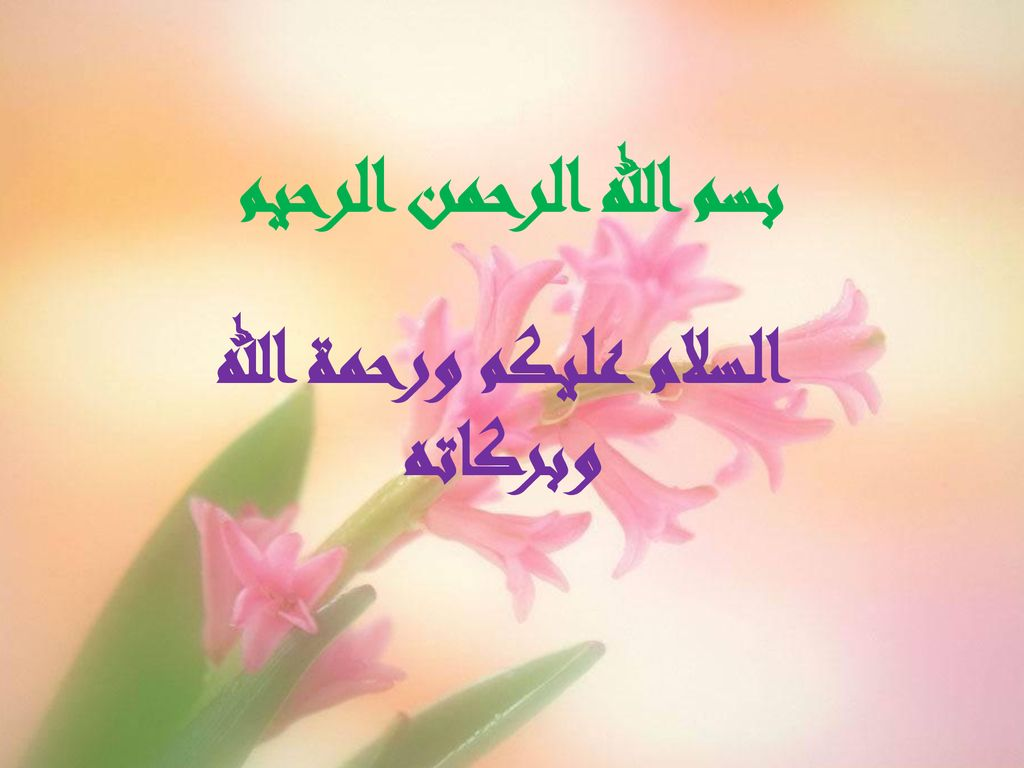 بسم الله الرحمن الرحيم
السلام عليكم ورحمة الله
وبركاته